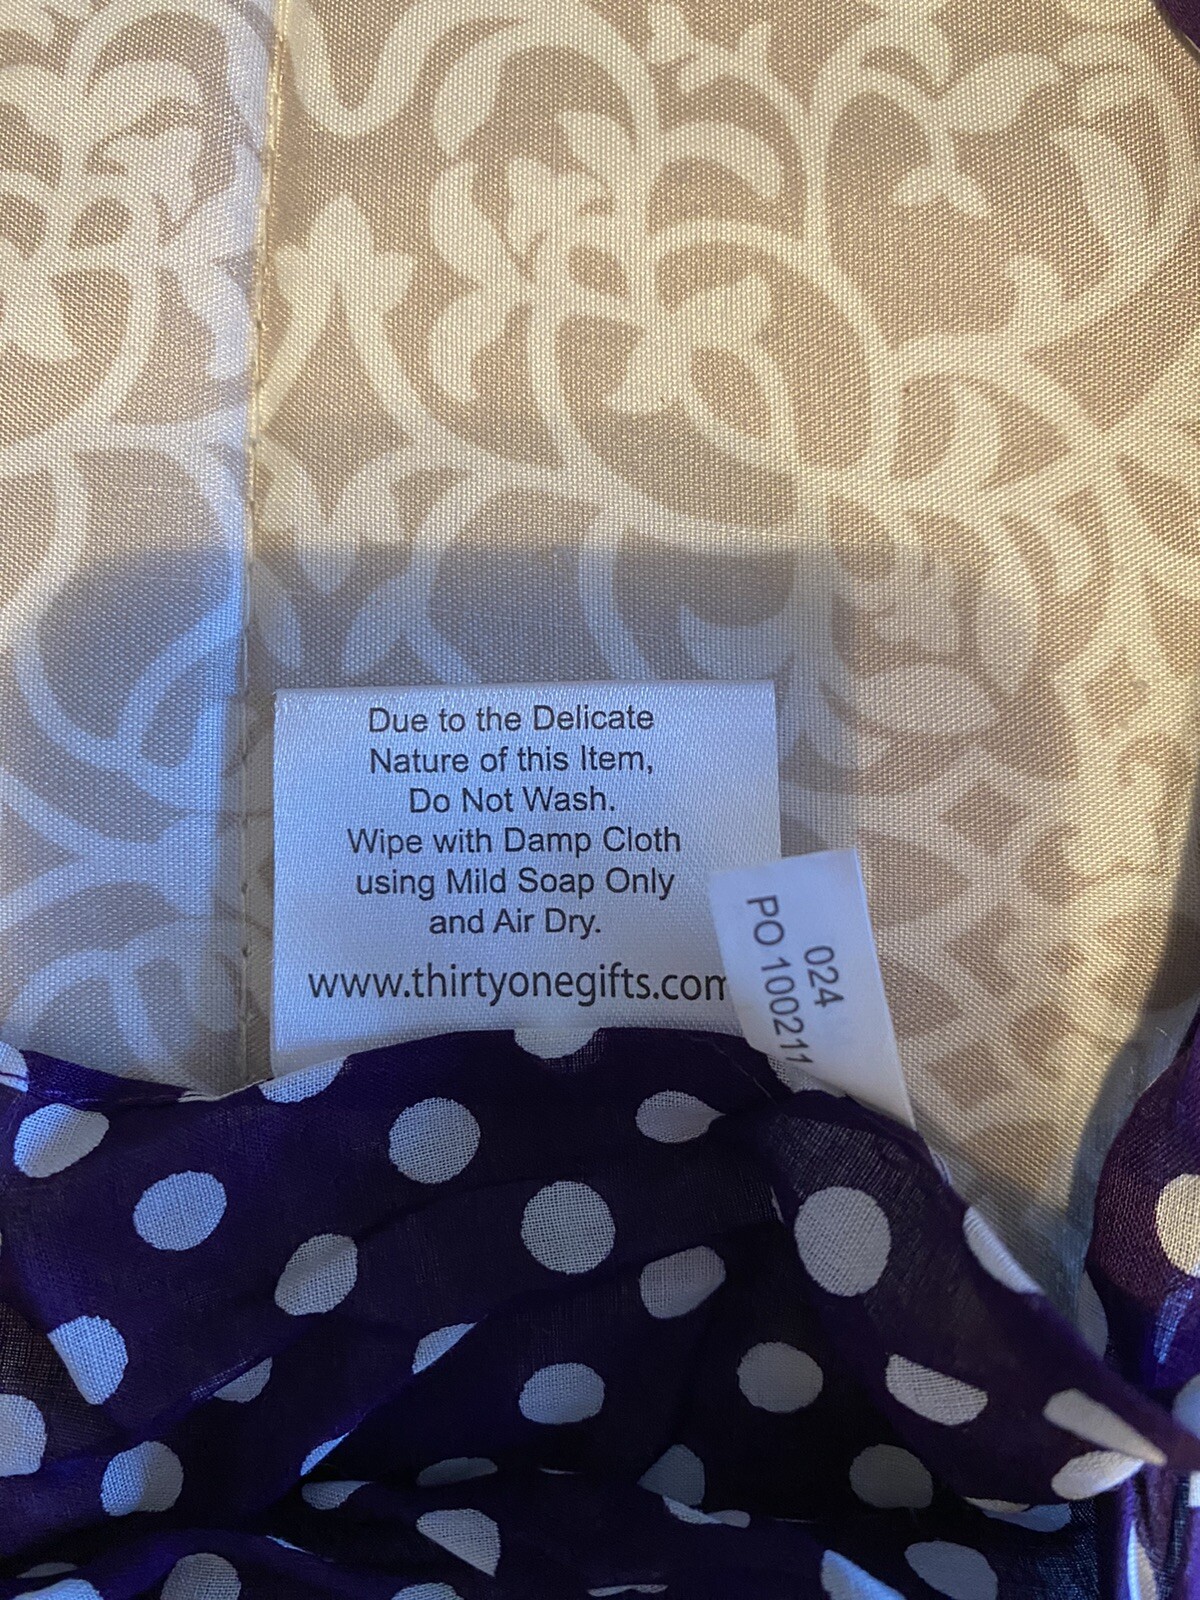 Due to the Delicate
Nature of this Item,
Do Not Wash.
Wipe with Damp Cloth
using Mild Soap Only
and Air Dry.
www.thirtyonegifts.com
024
PO 100211